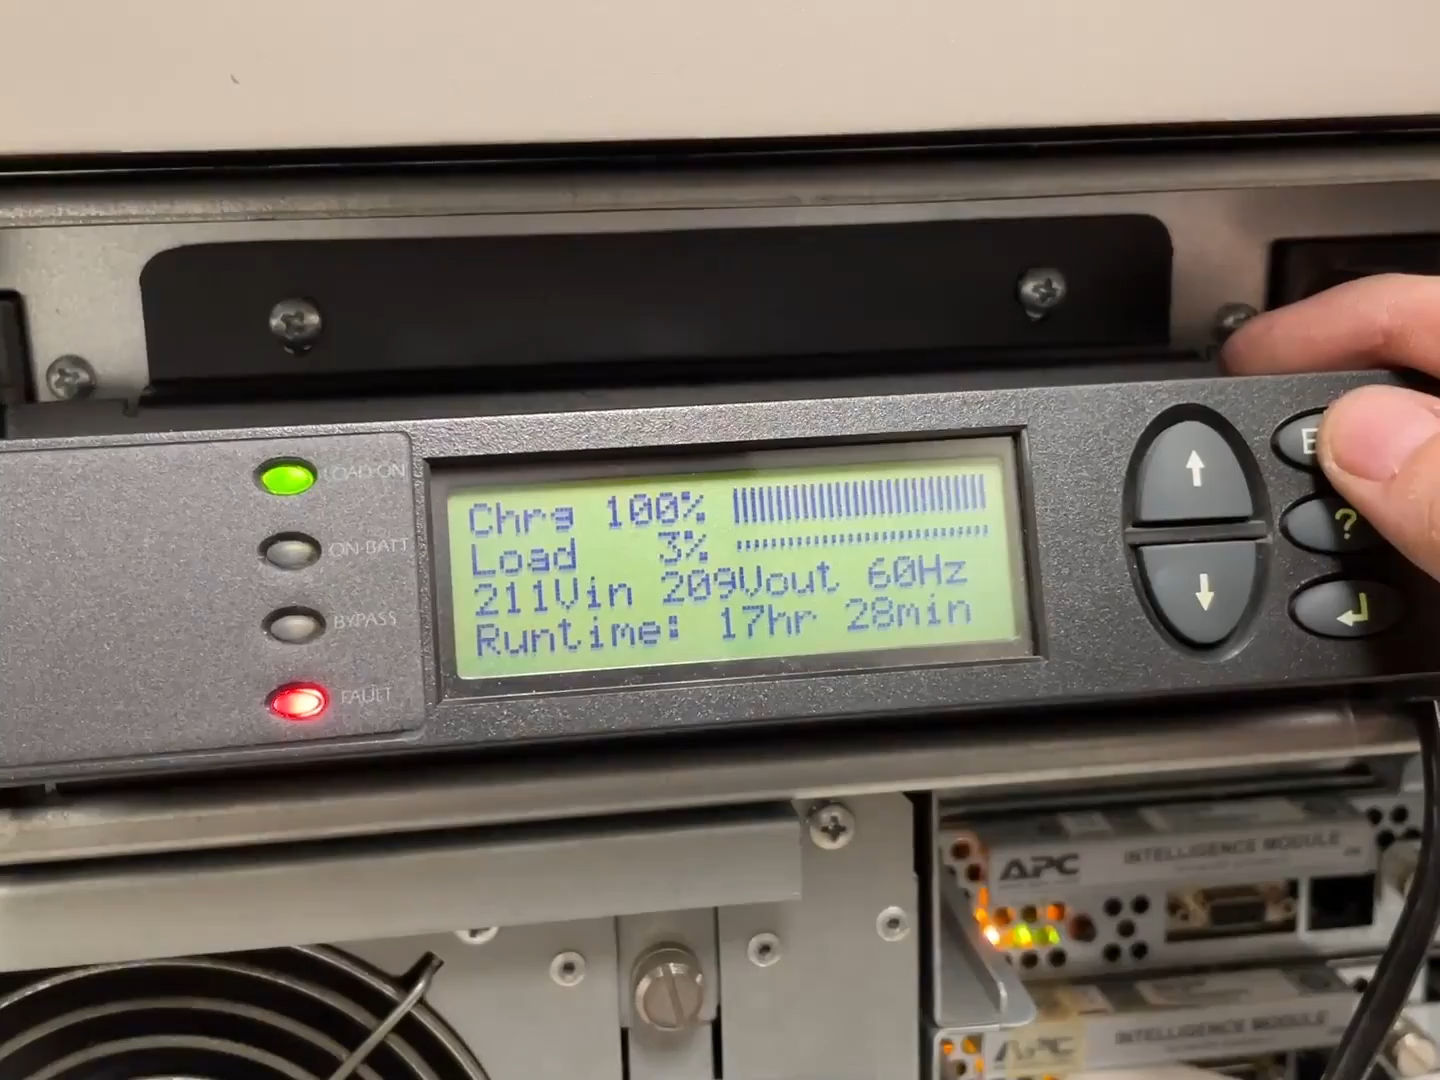 LOAD ON
ON BATT
BYPASS
FAULT
Chrg 100%
Load 3%
211Vin 209Vout 60Hz
Runtime: 17hr 28min
?
APC
INTELLIGENCE MODULE
APC
INTELLIGENCE MODULE